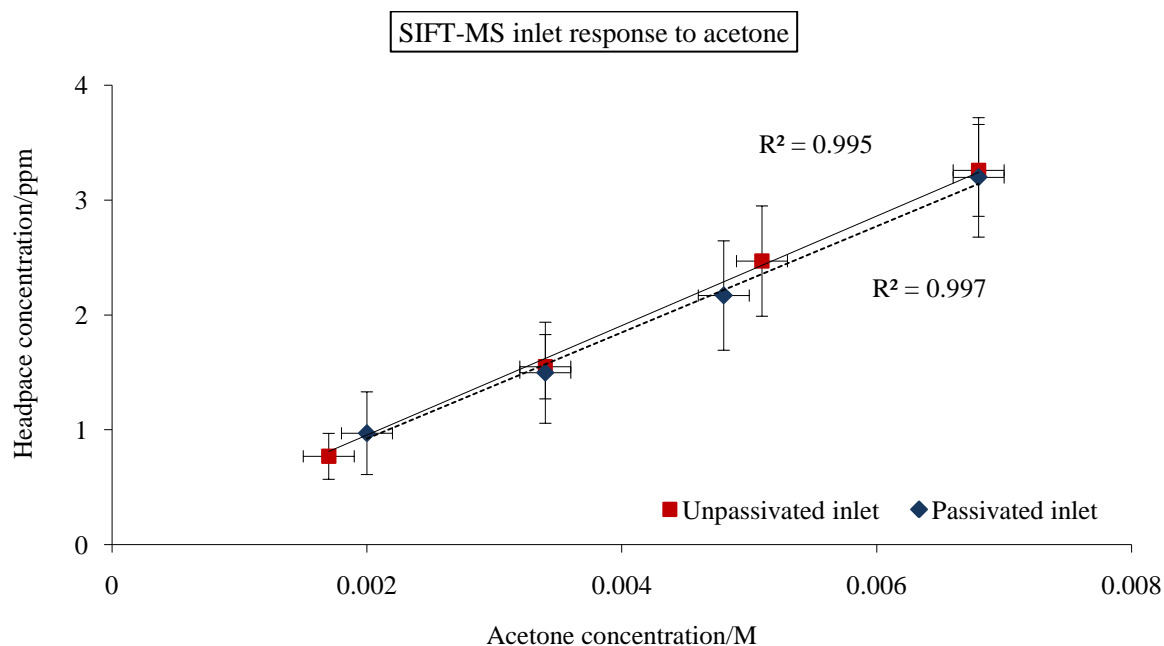 SIFT-MS inlet response to acetone
4
3
2
1
0
Headpace concentration/ppm
R² = 0.995
R² = 0.997
Unpassivated inlet
Passivated inlet
0
0.002
0.004
0.006
0.008
Acetone concentration/M